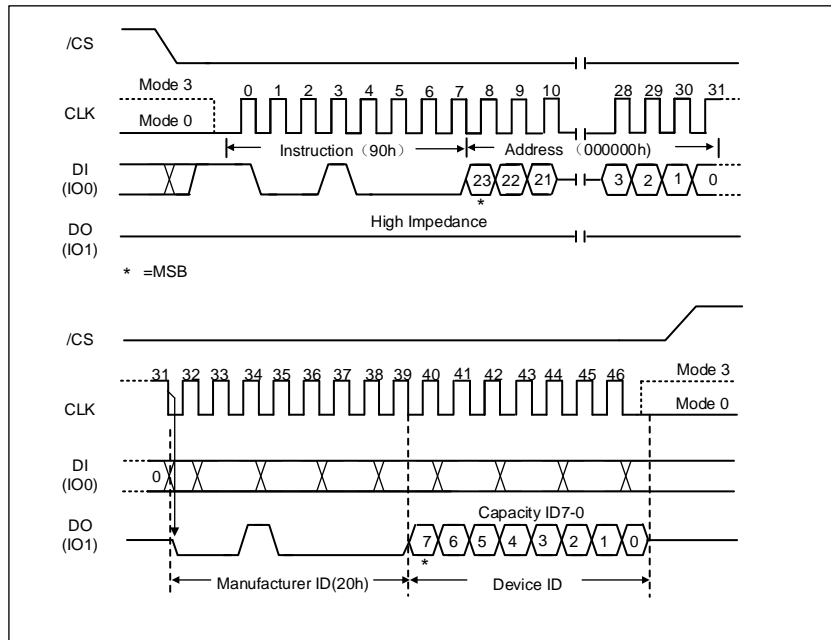 /CS
Mode 3
0 1 2 3 4 5 6 7 8 9 10 28 29 30 31
CLK
Mode 0
Instruction（90h） Address （000000h）
DI
(IO0)
23 22 21 3 2 1 0
*
High Impedance
DO
(IO1)
* =MSB
/CS
31 32 33 34 35 36 37 38 39 40 41 42 43 44 45 46
Mode 3
CLK
Mode 0
DI
(IO0)
0
Capacity ID7-0
DO
(IO1)
7 6 5 4 3 2 1 0
*
Manufacturer ID(20h) Device ID